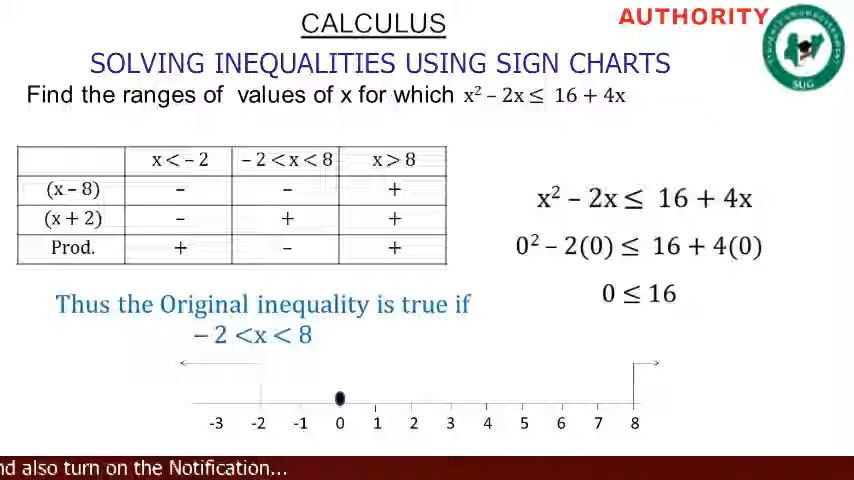 CALCULUS
AUTHORITY
SOLVING INEQUALITIES USING SIGN CHARTS
Find the ranges of values of x for which x² – 2x ≤ 16 + 4x
x < – 2 – 2 < x < 8 x > 8
(x – 8) – – +
(x + 2) – + +
Prod. + – +
x² – 2x ≤ 16 + 4x
0² – 2(0) ≤ 16 + 4(0)
0 ≤ 16
Thus the Original inequality is true if
– 2 <x < 8
-3 -2 -1 0 1 2 3 4 5 6 7 8
SUG
nd also turn on the Notification...